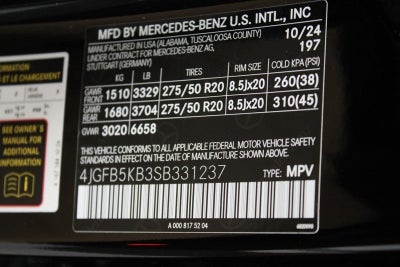 MFD BY MERCEDES-BENZ U.S. INTL., INC
MANUFACTURED IN USA (ALABAMA, TUSCALOOSA COUNTY) 10/24
UNDER CONTRACT FOR MERCEDES-BENZ AG, 197
STUTTGART (GERMANY)
KG LB TIRES RIM SIZE COLD KPA (PSI)
GAWR FRONT 1510 3329 275/50 R20 8.5Jx20 260(38)
GAWR REAR 1680 3704 275/50 R20 8.5Jx20 310(45)
GVWR 3020 6658
THIS VEHICLE CONFORMS TO ALL APPLICABLE FEDERAL MOTOR VEHICLE SAFETY
STANDARDS IN EFFECT ON THE DATE OF MANUFACTURE SHOWN ABOVE.
4JGFB5KB3SB331237 TYPE: MPV
A 000 817 52 04
ET LE CHARGEMENT
SEE OWNER'S
MANUAL FOR
ADDITIONAL
INFORMATION